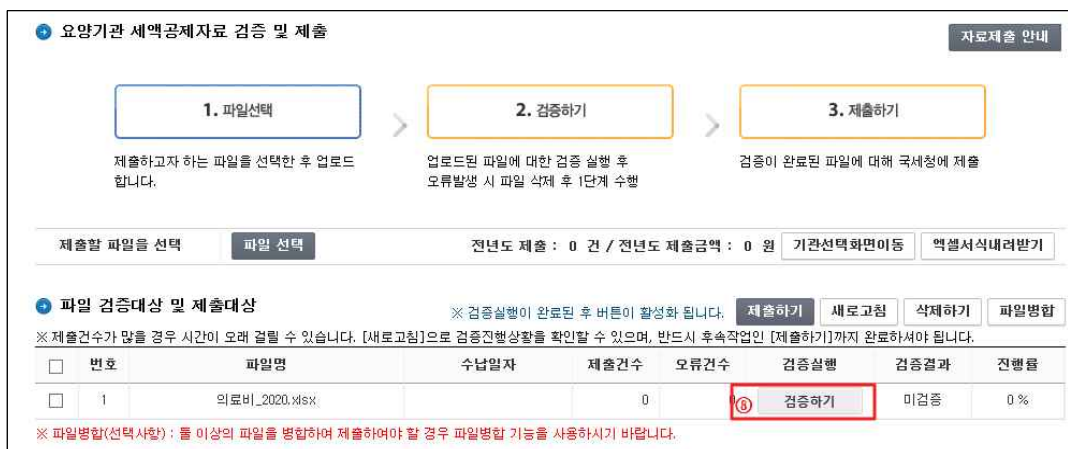 요양기관 세액공제자료 검증 및 제출
자료제출 안내
1. 파일선택
2. 검증하기
3. 제출하기
제출하고자 하는 파일을 선택한 후 업로드
합니다.
업로드된 파일에 대한 검증 실행 후
오류발생 시 파일 삭제 후 1단계 수행
검증이 완료된 파일에 대해 국세청에 제출
제출할 파일을 선택 파일 선택 전년도 제출 : 0 건 / 전년도 제출금액 : 0 원 기관선택화면이동 엑셀서식내려받기
파일 검증대상 및 제출대상 ※ 검증실행이 완료된 후 버튼이 활성화 됩니다. 제출하기 새로고침 삭제하기 파일병합
※ 제출건수가 많을 경우 시간이 오래 걸릴 수 있습니다. [새로고침]으로 검증진행상황을 확인할 수 있으며, 반드시 후속작업인 [제출하기]까지 완료하셔야 됩니다.
번호 파일명 수납일자 제출건수 오류건수 검증실행 검증결과 진행률
1 의료비_2020.xlsx 0 0 ⑧ 검증하기 미검증 0 %
※ 파일병합(선택사항) : 둘 이상의 파일을 병합하여 제출하여야 할 경우 파일병합 기능을 사용하시기 바랍니다.